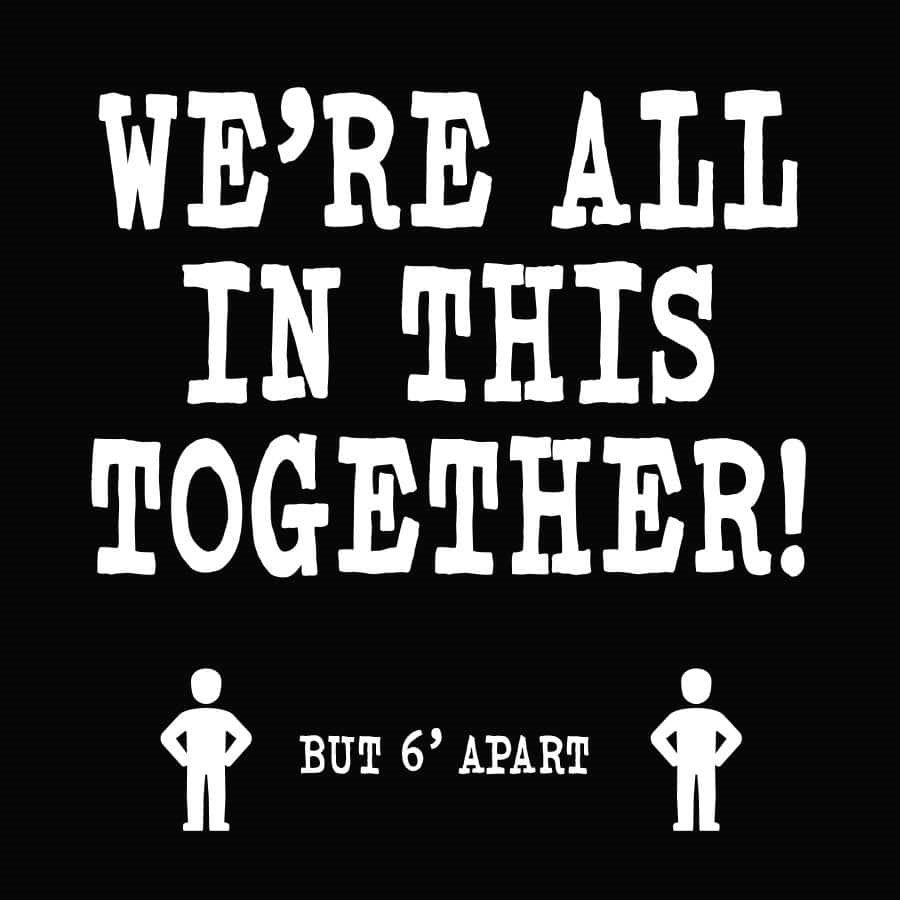 WE'RE ALL
IN THIS
TOGETHER!
BUT 6' APART